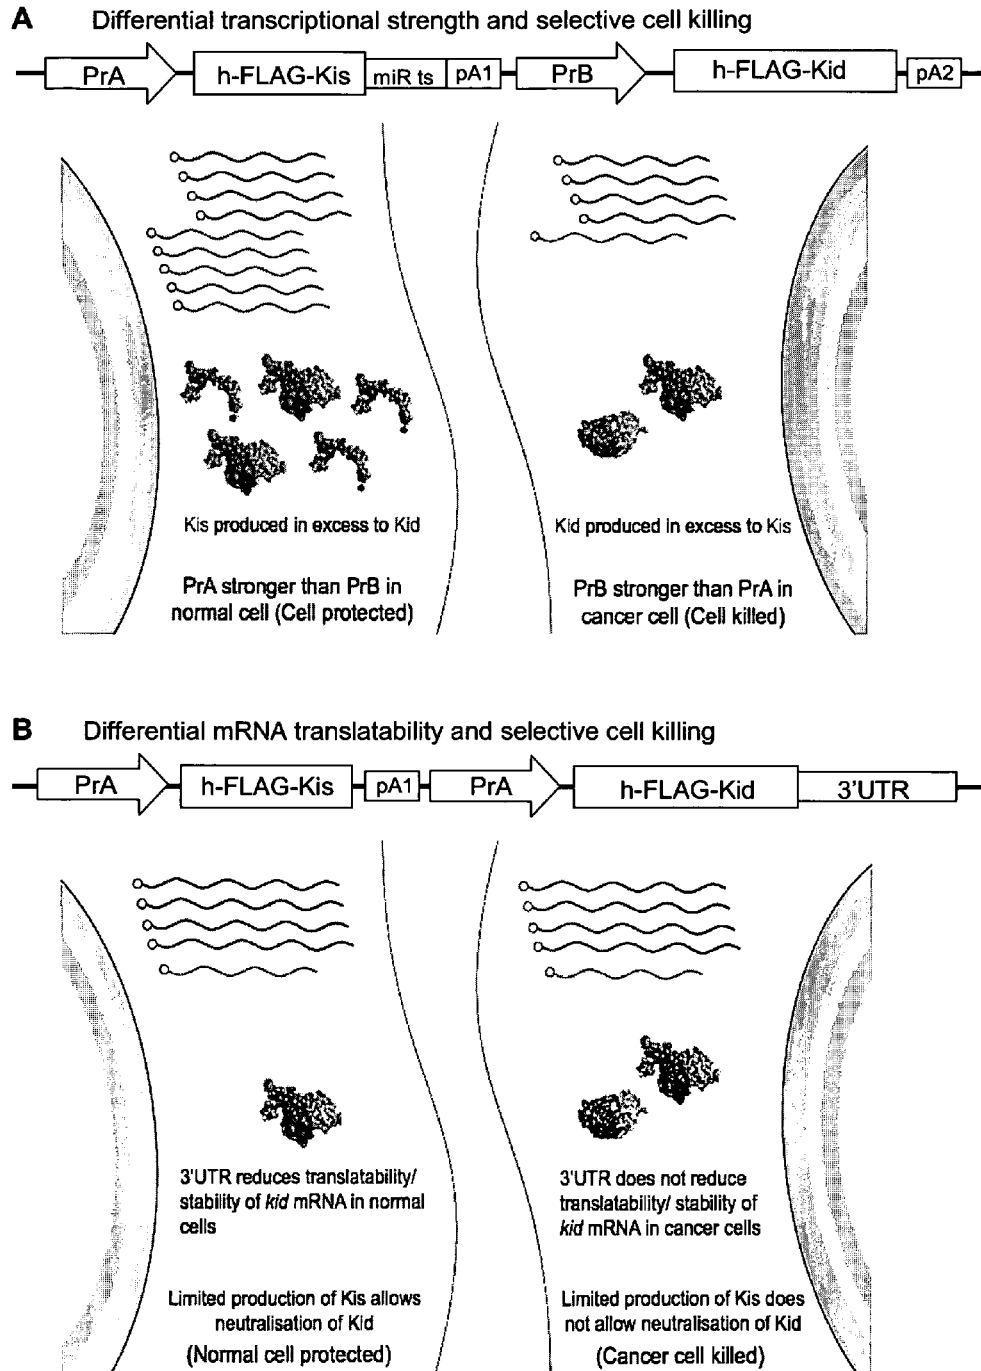 A Differential transcriptional strength and selective cell killing
PrA h-FLAG-Kis miR ts pA1 PrB h-FLAG-Kid pA2
Kis produced in excess to Kid
PrA stronger than PrB in
normal cell (Cell protected)
Kid produced in excess to Kis
PrB stronger than PrA in
cancer cell (Cell killed)
B Differential mRNA translatability and selective cell killing
PrA h-FLAG-Kis pA1 PrA h-FLAG-Kid 3'UTR
3'UTR reduces translatability/
stability of kid mRNA in normal
cells
Limited production of Kis allows
neutralisation of Kid
(Normal cell protected)
3'UTR does not reduce
translatability/ stability of
kid mRNA in cancer cells
Limited production of Kis does
not allow neutralisation of Kid
(Cancer cell killed)